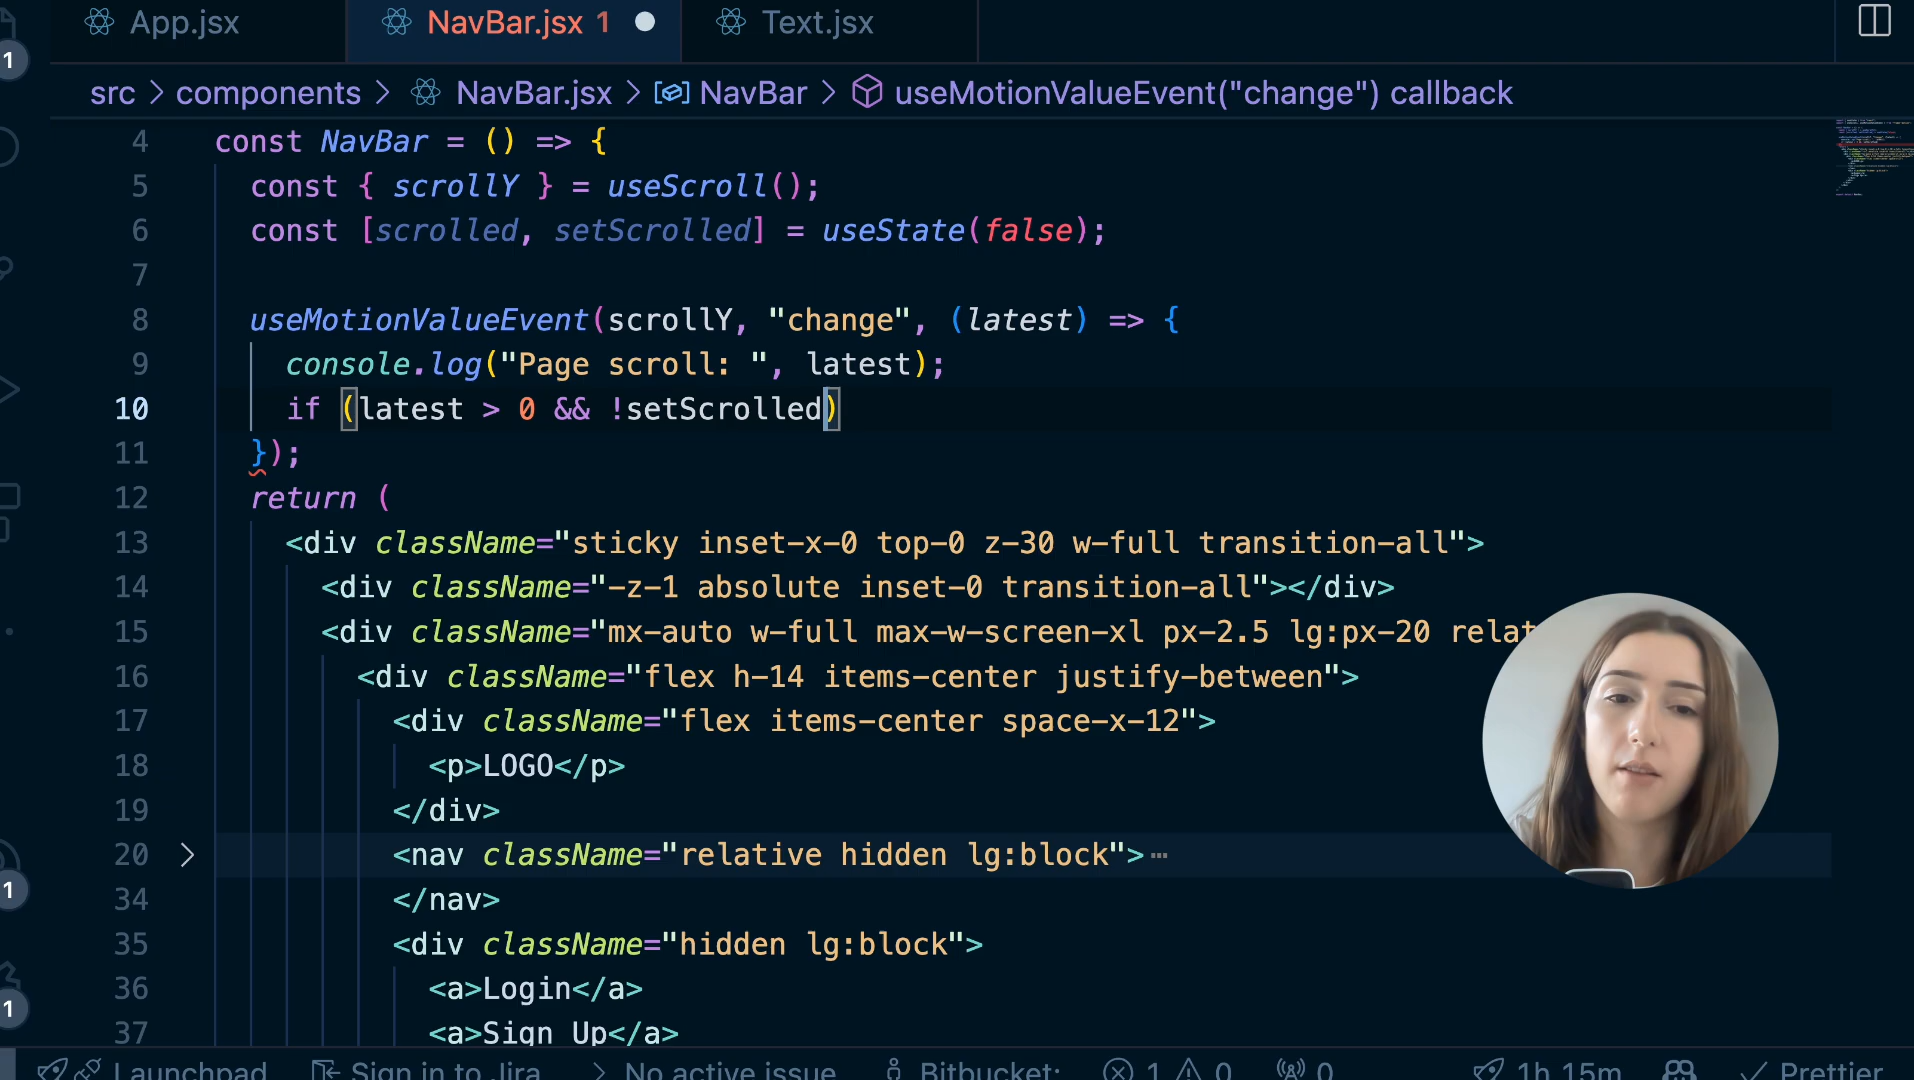 App.jsx
NavBar.jsx 1
Text.jsx
1
src > components > NavBar.jsx > NavBar > useMotionValueEvent("change") callback
4 const NavBar = () => {
5 const { scrollY } = useScroll();
6 const [scrolled, setScrolled] = useState(false);
7
8 useMotionValueEvent(scrollY, "change", (latest) => {
9 console.log("Page scroll: ", latest);
10 if (latest > 0 && !setScrolled)
11 });
12 return (
13 <div className="sticky inset-x-0 top-0 z-30 w-full transition-all">
14 <div className="-z-1 absolute inset-0 transition-all"></div>
15 <div className="mx-auto w-full max-w-screen-xl px-2.5 lg:px-20 relat
16 <div className="flex h-14 items-center justify-between">
17 <div className="flex items-center space-x-12">
18 <p>LOGO</p>
19 </div>
20 <nav className="relative hidden lg:block">⋯
34 </nav>
35 <div className="hidden lg:block">
36 <a>Login</a>
37 <a>Sign Up</a>
1
1
Launchpad
Sign in to Jira
No active issue
Bitbucket:
1
0
0
1h 15m
Prettier